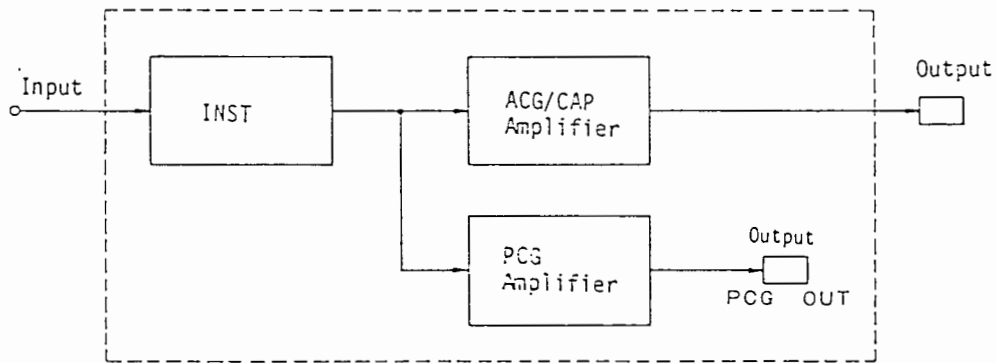 Input
INST
ACG/CAP
Amplifier
Output
PCG
Amplifier
Output
PCG OUT